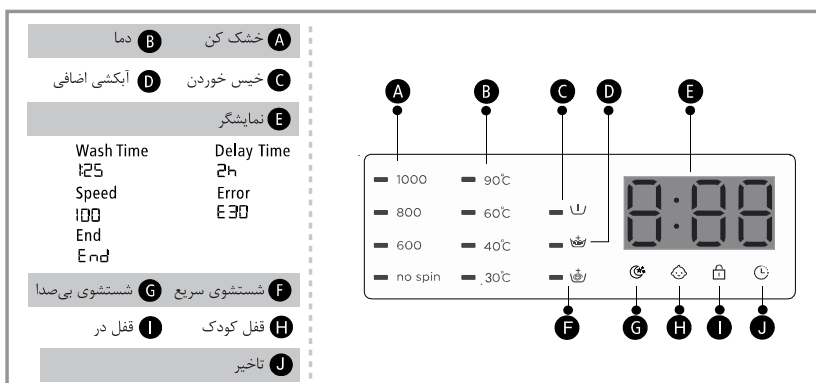 A خشک کن B دما
C خیس خوردن D آبکشی اضافی
E نمایشگر
Wash Time Delay Time
1:25 2h
Speed Error
100 E30
End
End
F شستشوی سریع G شستشوی بی‌صدا
H قفل کودک I قفل در
J تاخیر
A B C D E
1000 90°C
800 60°C
600 40°C
no spin 30°C
8:88
F G H I J